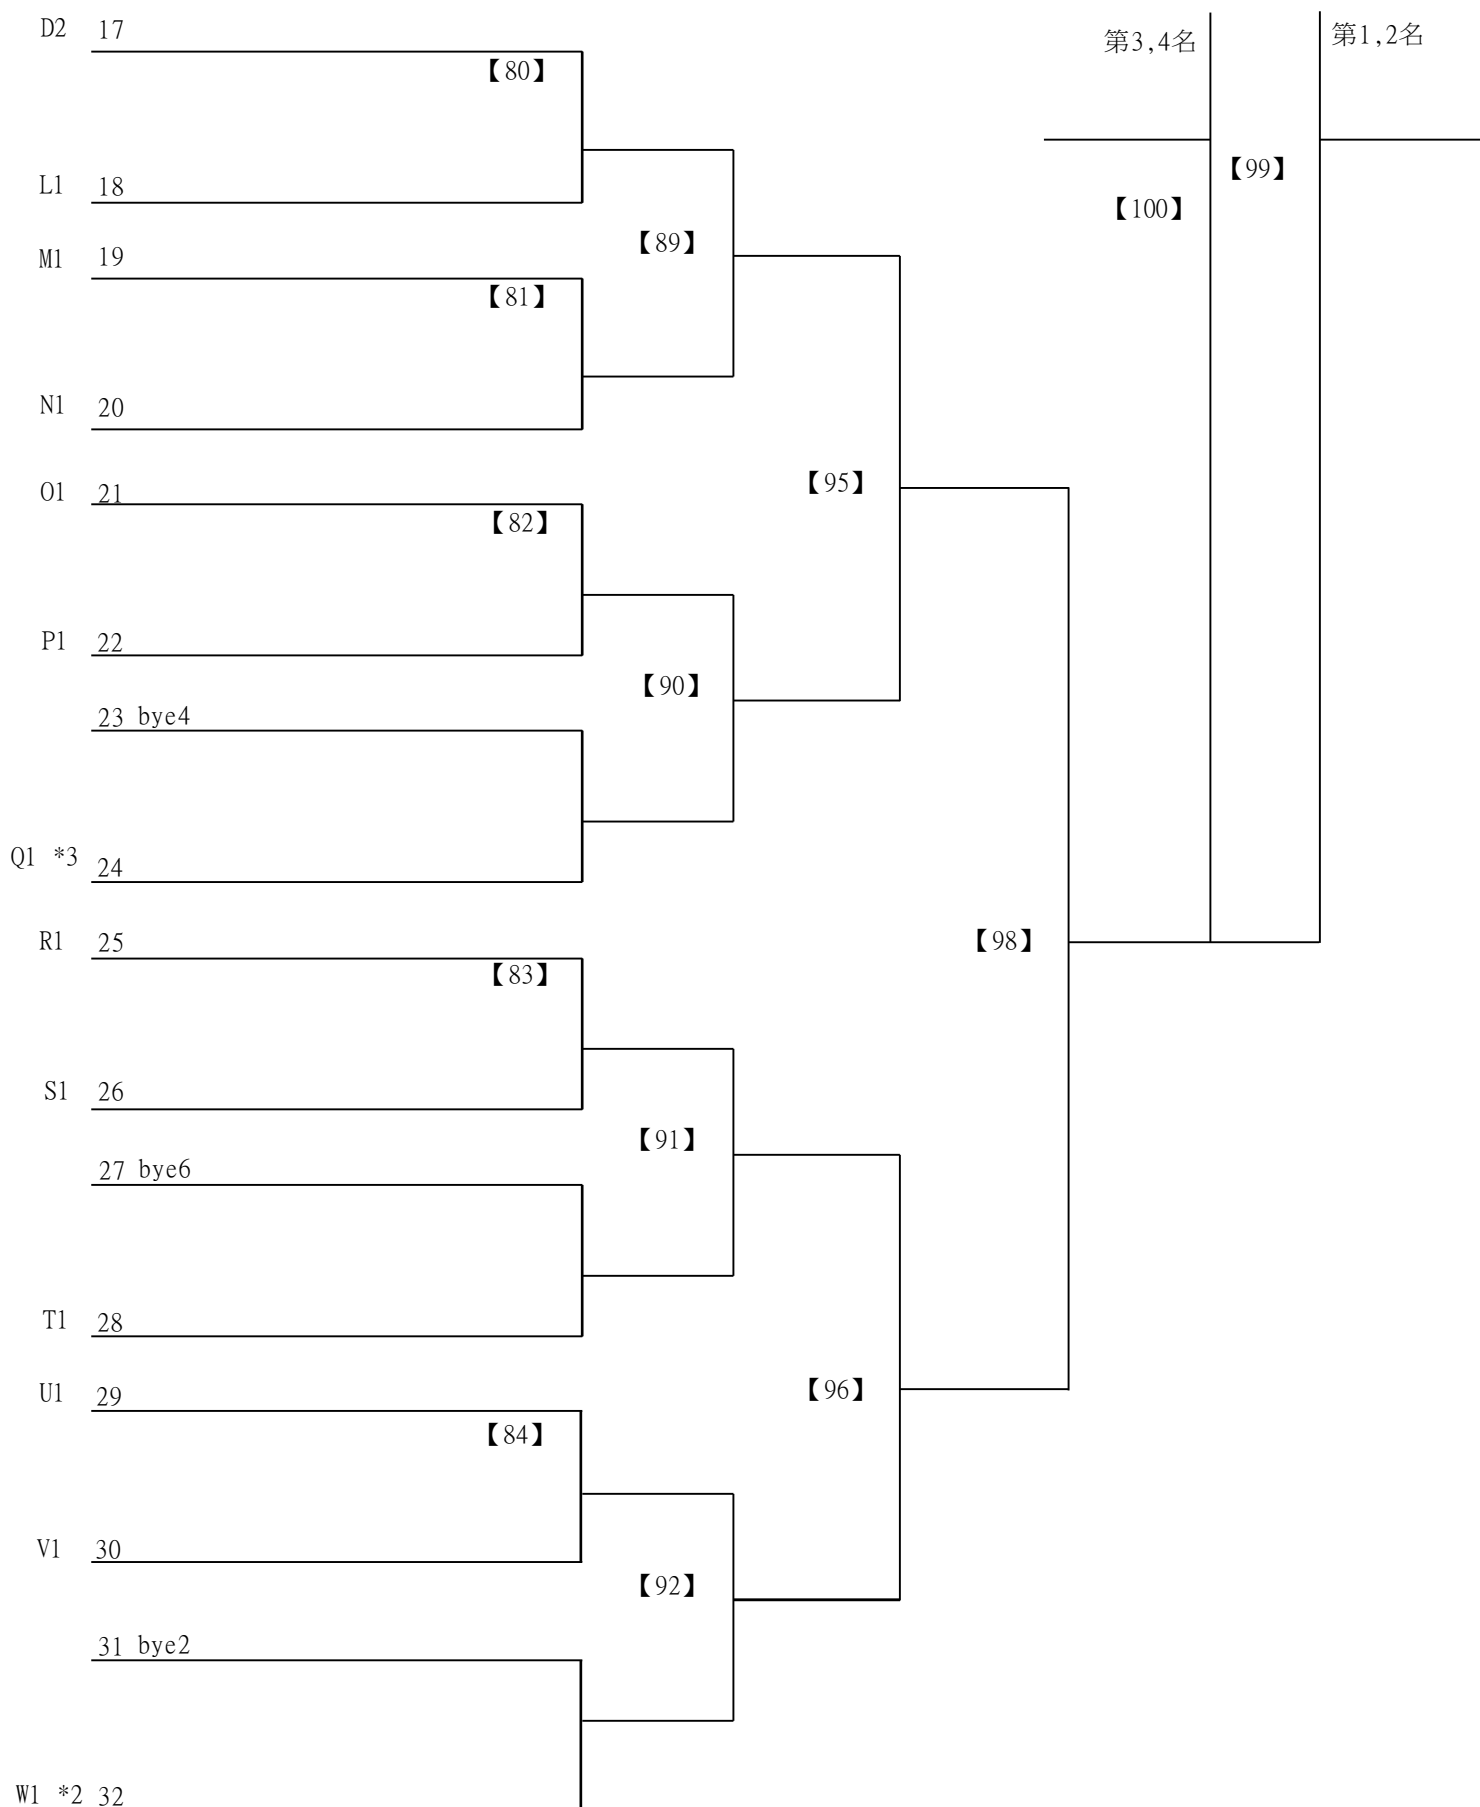 D2 17
【80】
第3,4名
第1,2名
【99】
【100】
L1 18
【89】
M1 19
【81】
N1 20
【95】
O1 21
【82】
P1 22
【90】
23 bye4
Q1 *3 24
R1 25
【98】
【83】
S1 26
【91】
27 bye6
T1 28
U1 29
【96】
【84】
V1 30
【92】
31 bye2
W1 *2 32